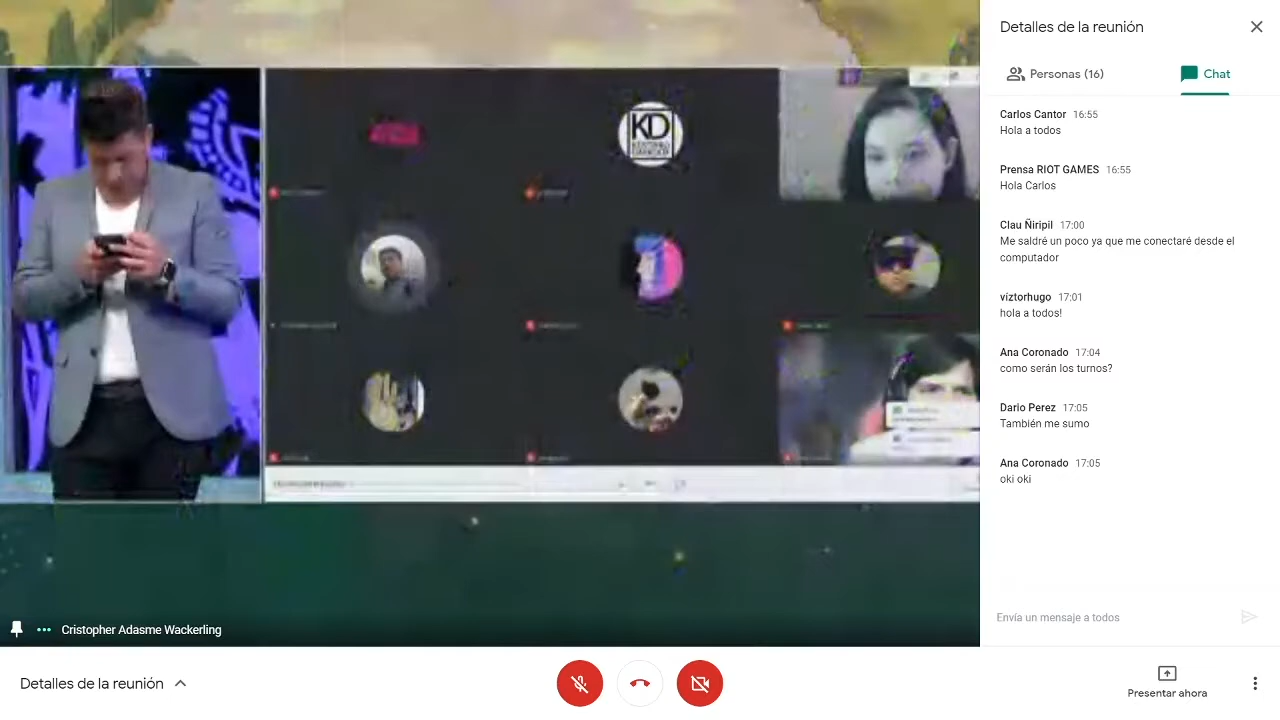 KD
Detalles de la reunión
Personas (16)
Chat
Carlos Cantor 16:55
Hola a todos
Prensa RIOT GAMES 16:55
Hola Carlos
Clau Ñiripil 17:00
Me saldré un poco ya que me conectaré desde el
computador
víztorhugo 17:01
hola a todos!
Ana Coronado 17:04
como serán los turnos?
Dario Perez 17:05
También me sumo
Ana Coronado 17:05
oki oki
Envía un mensaje a todos
Cristopher Adasme Wackerling
Detalles de la reunión
Presentar ahora